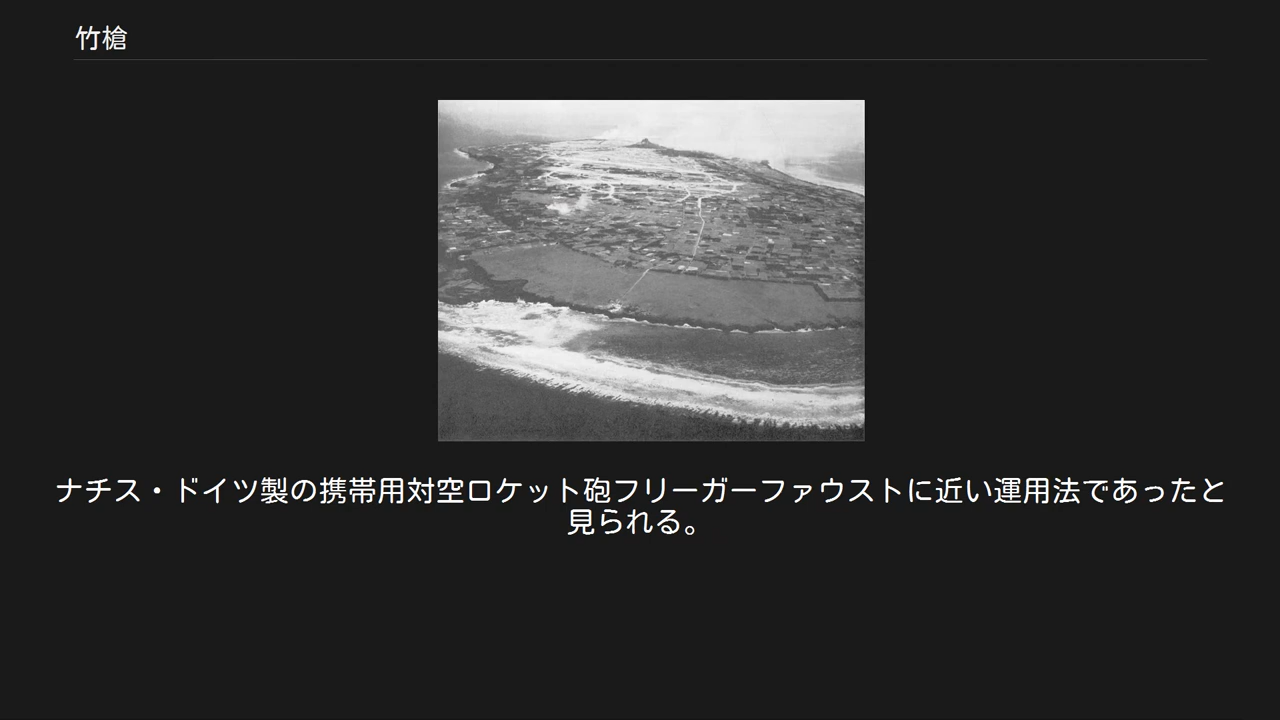 竹槍
ナチス・ドイツ製の携帯用対空ロケット砲フリーガーファウストに近い運用法であったと
見られる。